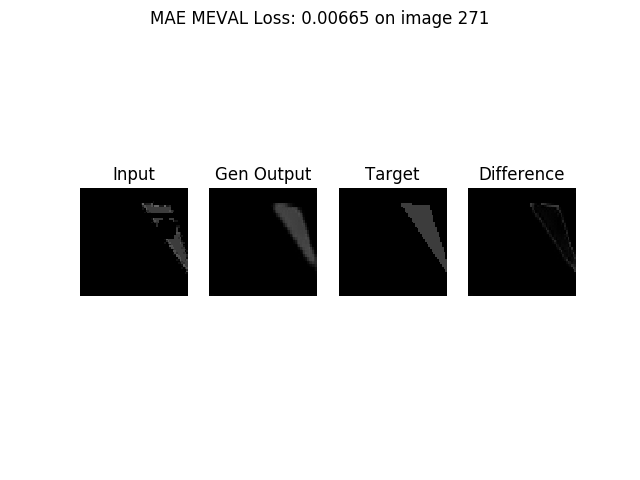 MAE MEVAL Loss: 0.00665 on image 271
Input
Gen Output
Target
Difference